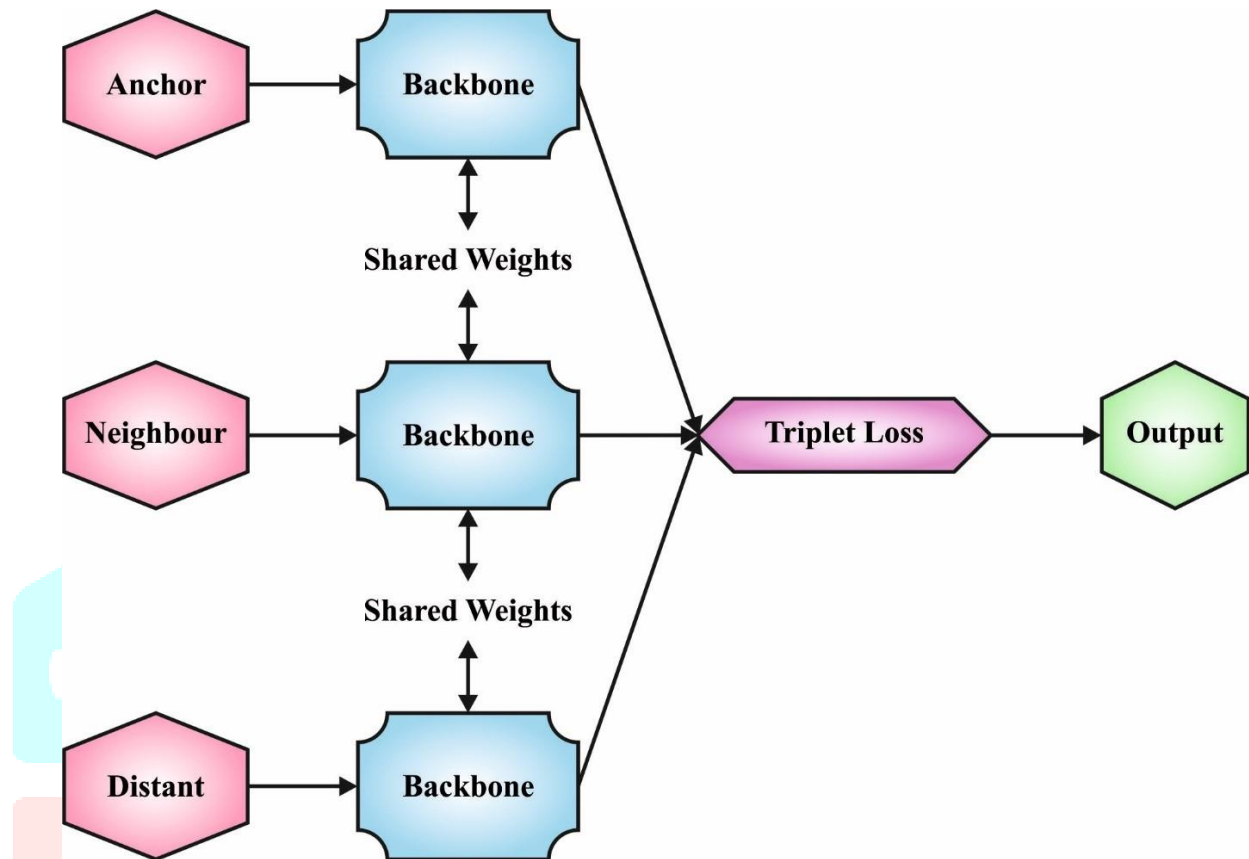 Anchor
Backbone
Shared Weights
Neighbour
Backbone
Triplet Loss
Output
Shared Weights
Distant
Backbone